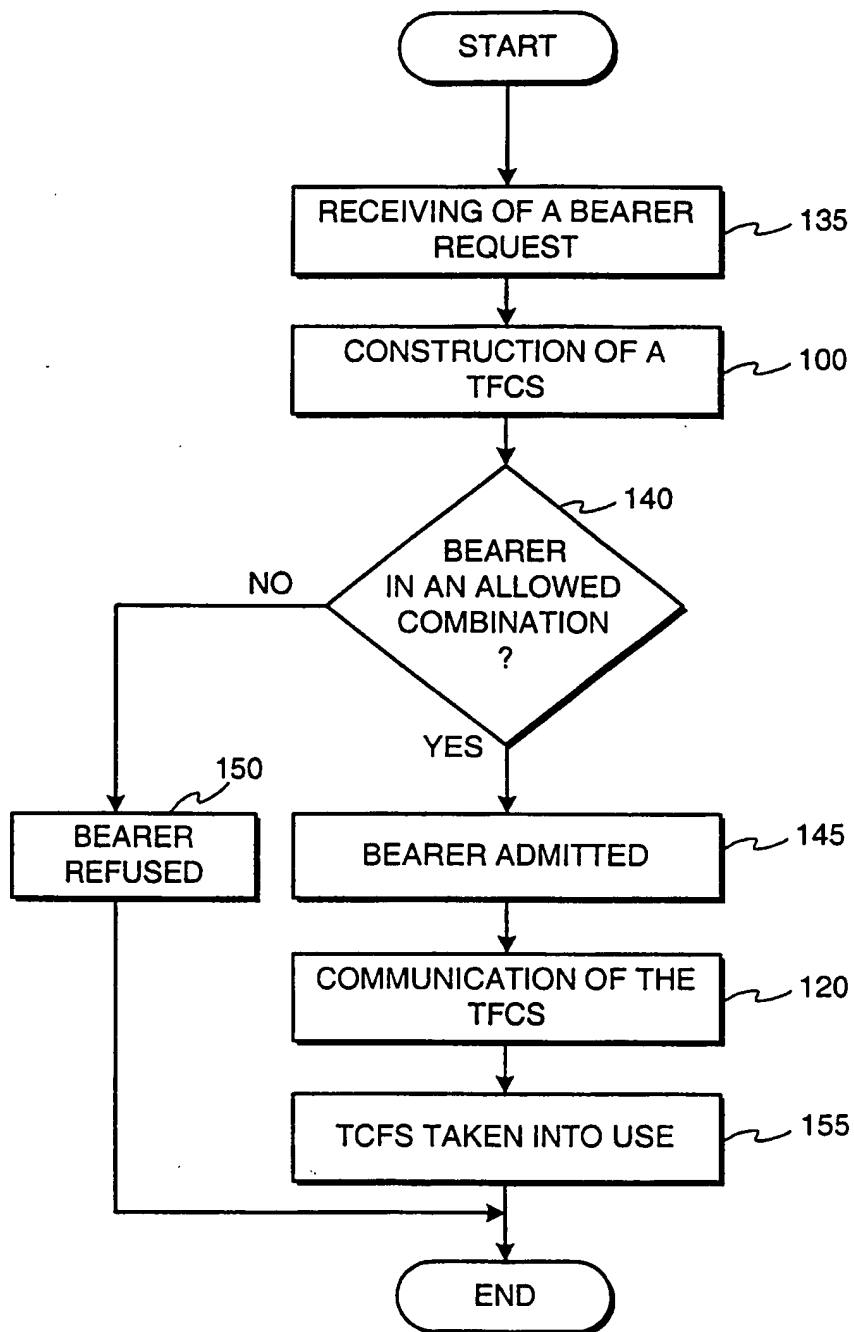 START
RECEIVING OF A BEARER
REQUEST
135
CONSTRUCTION OF A
TFCS
100
140
BEARER
IN AN ALLOWED
COMBINATION
?
NO
YES
150
BEARER
REFUSED
BEARER ADMITTED
145
COMMUNICATION OF THE
TFCS
120
TCFS TAKEN INTO USE
155
END